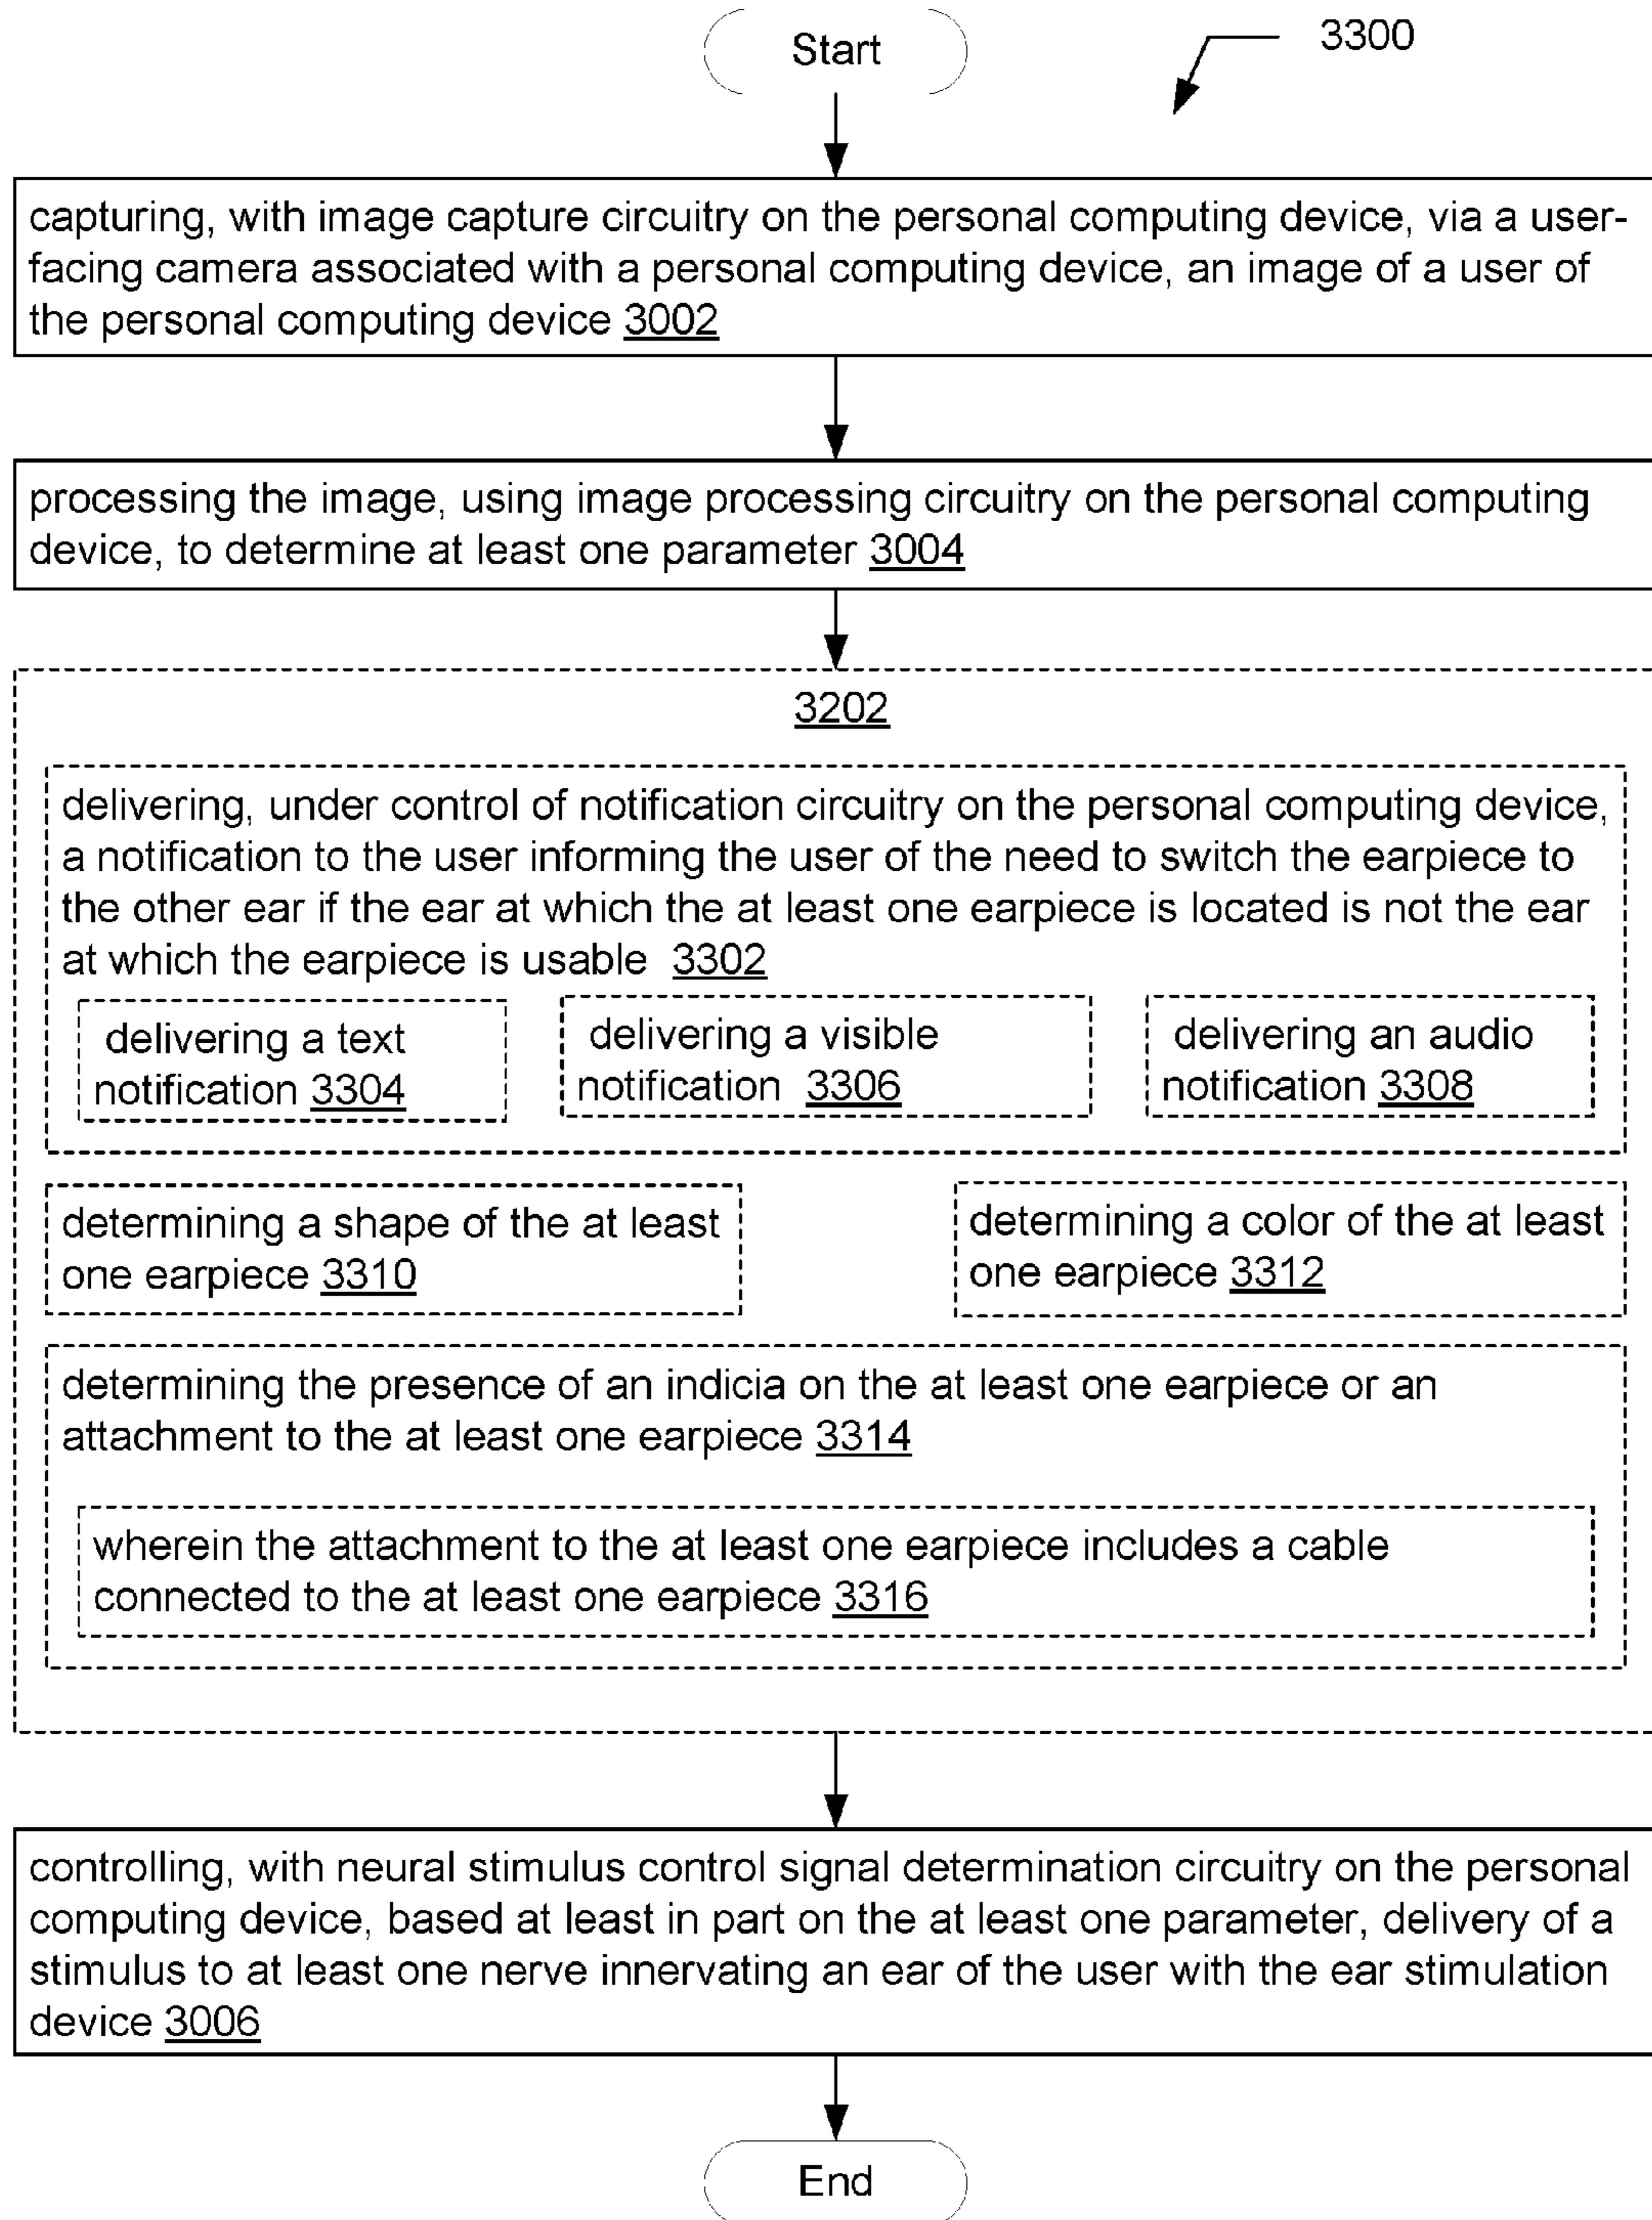 Start
3300
capturing, with image capture circuitry on the personal computing device, via a user-
facing camera associated with a personal computing device, an image of a user of
the personal computing device 3002
processing the image, using image processing circuitry on the personal computing
device, to determine at least one parameter 3004
3202
delivering, under control of notification circuitry on the personal computing device,
a notification to the user informing the user of the need to switch the earpiece to
the other ear if the ear at which the at least one earpiece is located is not the ear
at which the earpiece is usable 3302
delivering a text
notification 3304
delivering a visible
notification 3306
delivering an audio
notification 3308
determining a shape of the at least
one earpiece 3310
determining a color of the at least
one earpiece 3312
determining the presence of an indicia on the at least one earpiece or an
attachment to the at least one earpiece 3314
wherein the attachment to the at least one earpiece includes a cable
connected to the at least one earpiece 3316
controlling, with neural stimulus control signal determination circuitry on the personal
computing device, based at least in part on the at least one parameter, delivery of a
stimulus to at least one nerve innervating an ear of the user with the ear stimulation
device 3006
End